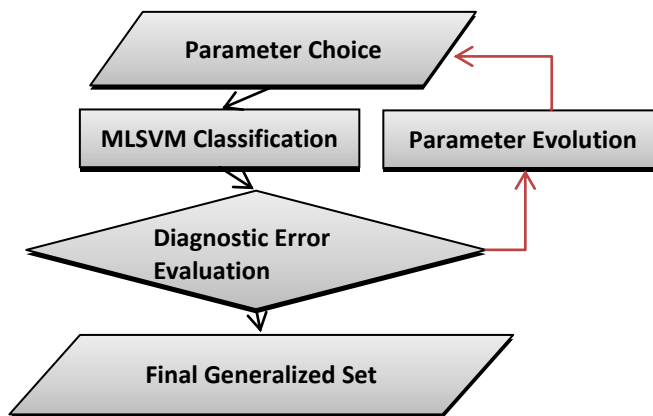 Parameter Choice
MLSVM Classification
Parameter Evolution
Diagnostic Error
Evaluation
Final Generalized Set